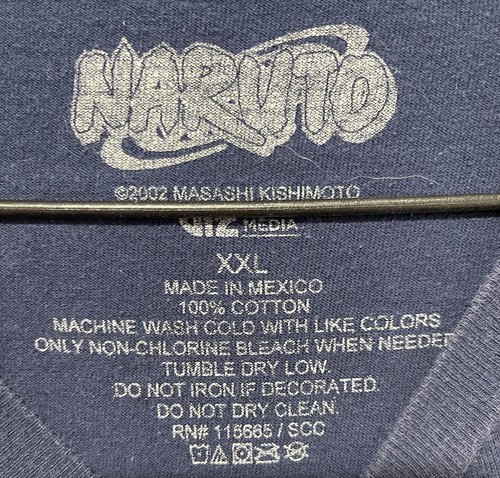 NARUTO
©2002 MASASHI KISHIMOTO
VIZ MEDIA
XXL
MADE IN MEXICO
100% COTTON
MACHINE WASH COLD WITH LIKE COLORS
ONLY NON-CHLORINE BLEACH WHEN NEEDED
TUMBLE DRY LOW.
DO NOT IRON IF DECORATED.
DO NOT DRY CLEAN.
RN# 115665 / SCC